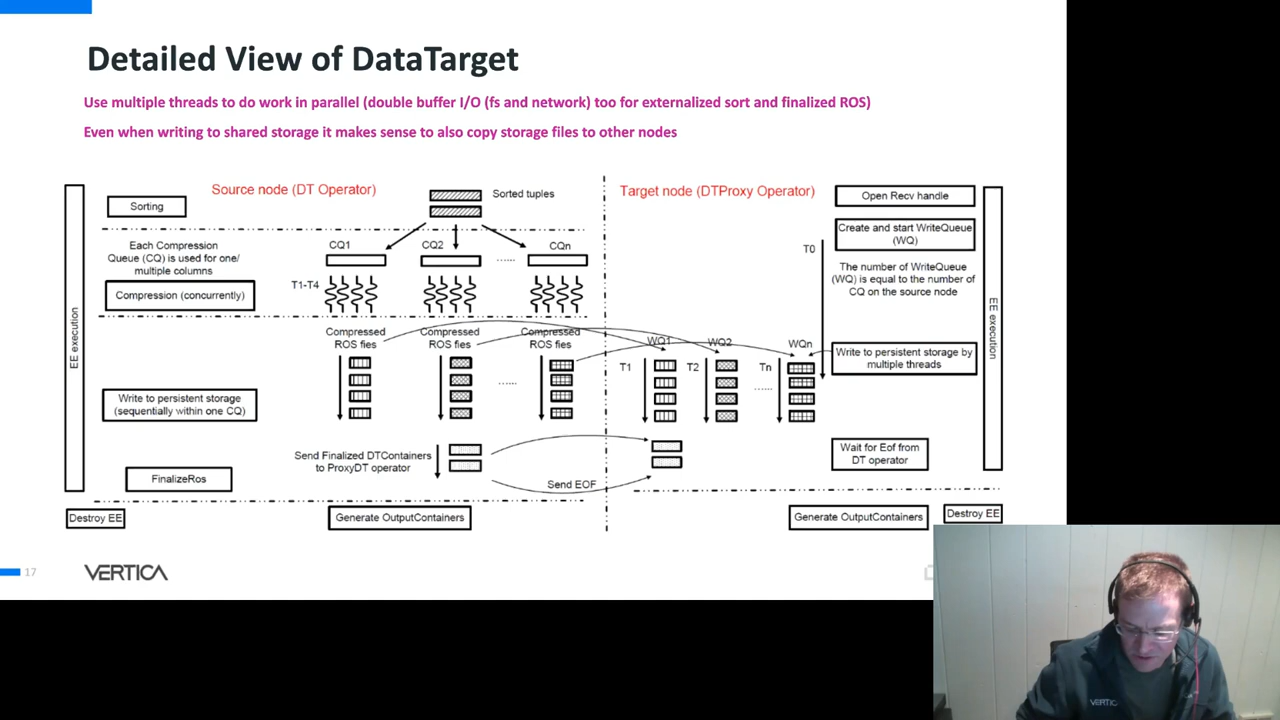 Detailed View of DataTarget
Use multiple threads to do work in parallel (double buffer I/O (fs and network) too for externalized sort and finalized ROS)
Even when writing to shared storage it makes sense to also copy storage files to other nodes
Source node (DT Operator)
Sorted tuples
Sorting
Each Compression
Queue (CQ) is used for one/
multiple columns
CQ1
CQ2
CQn
......
T1-T4
Compression (concurrently)
Compressed
ROS fies
Compressed
ROS fies
Compressed
ROS fies
......
EE execution
Write to persistent storage
(sequentially within one CQ)
Send Finalized DTContainers
to ProxyDT operator
FinalizeRos
Send EOF
Destroy EE
Generate OutputContainers
Target node (DTProxy Operator)
Open Recv handle
Create and start WriteQueue
(WQ)
T0
The number of WriteQueue
(WQ) is equal to the number of
CQ on the source node
EE execution
WQ1
WQ2
WQn
T1
T2
Tn
......
Write to persistent storage by
multiple threads
Wait for Eof from
DT operator
Generate OutputContainers
Destroy EE
17
VERTICA
VERTIC